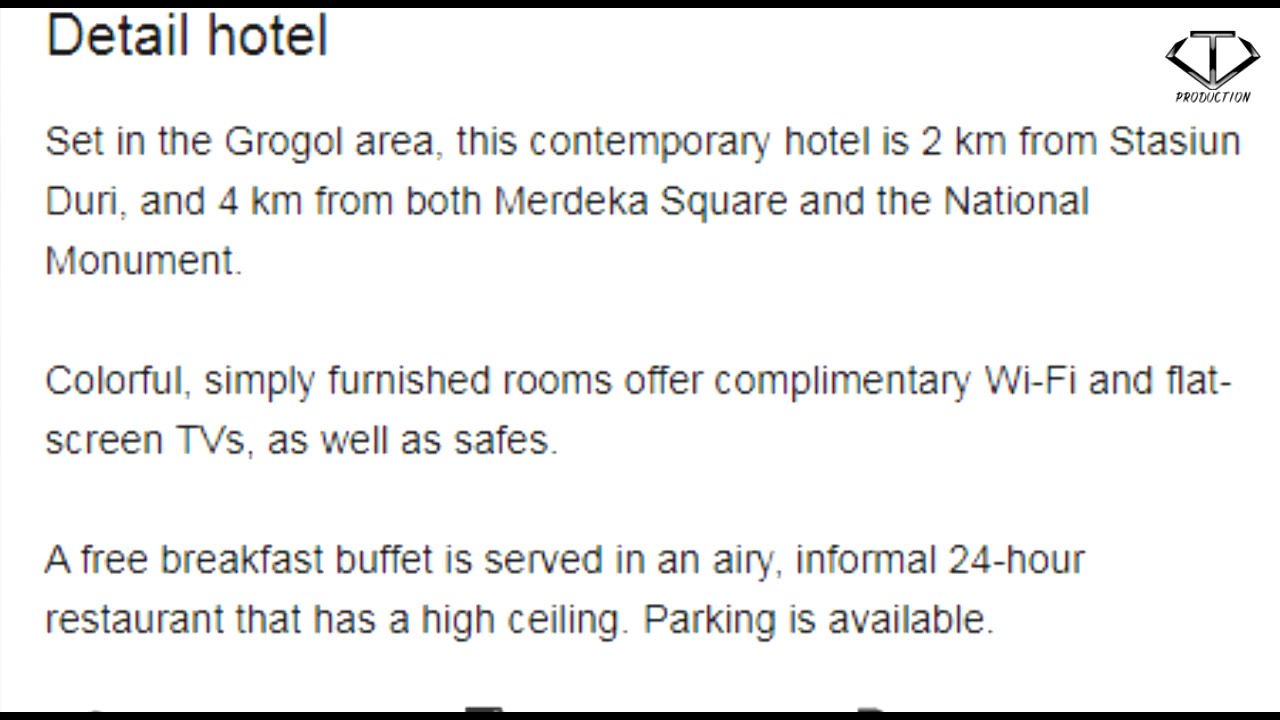 Detail hotel
T
PRODUCTION
Set in the Grogol area, this contemporary hotel is 2 km from Stasiun
Duri, and 4 km from both Merdeka Square and the National
Monument.
Colorful, simply furnished rooms offer complimentary Wi-Fi and flat-
screen TVs, as well as safes.
A free breakfast buffet is served in an airy, informal 24-hour
restaurant that has a high ceiling. Parking is available.